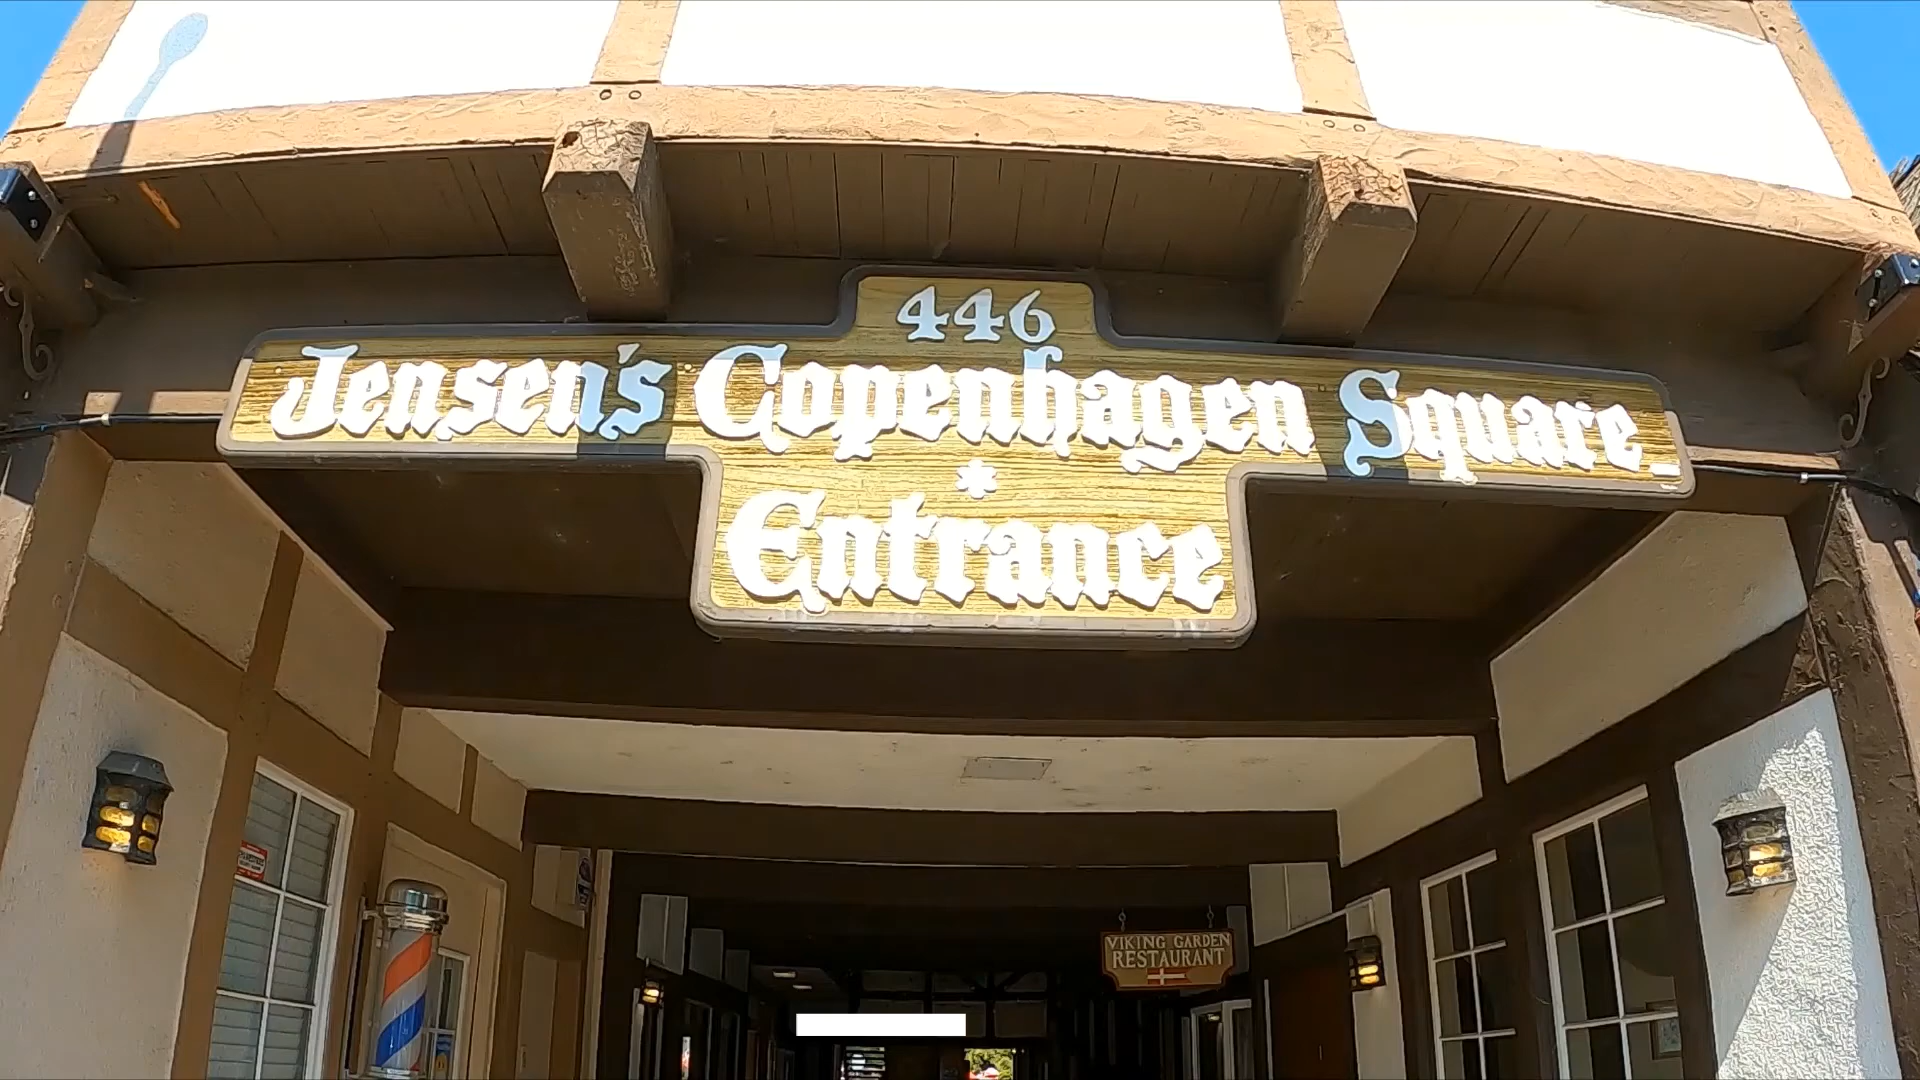 446
Jensen's Copenhagen Square
Entrance
VIKING GARDEN
RESTAURANT